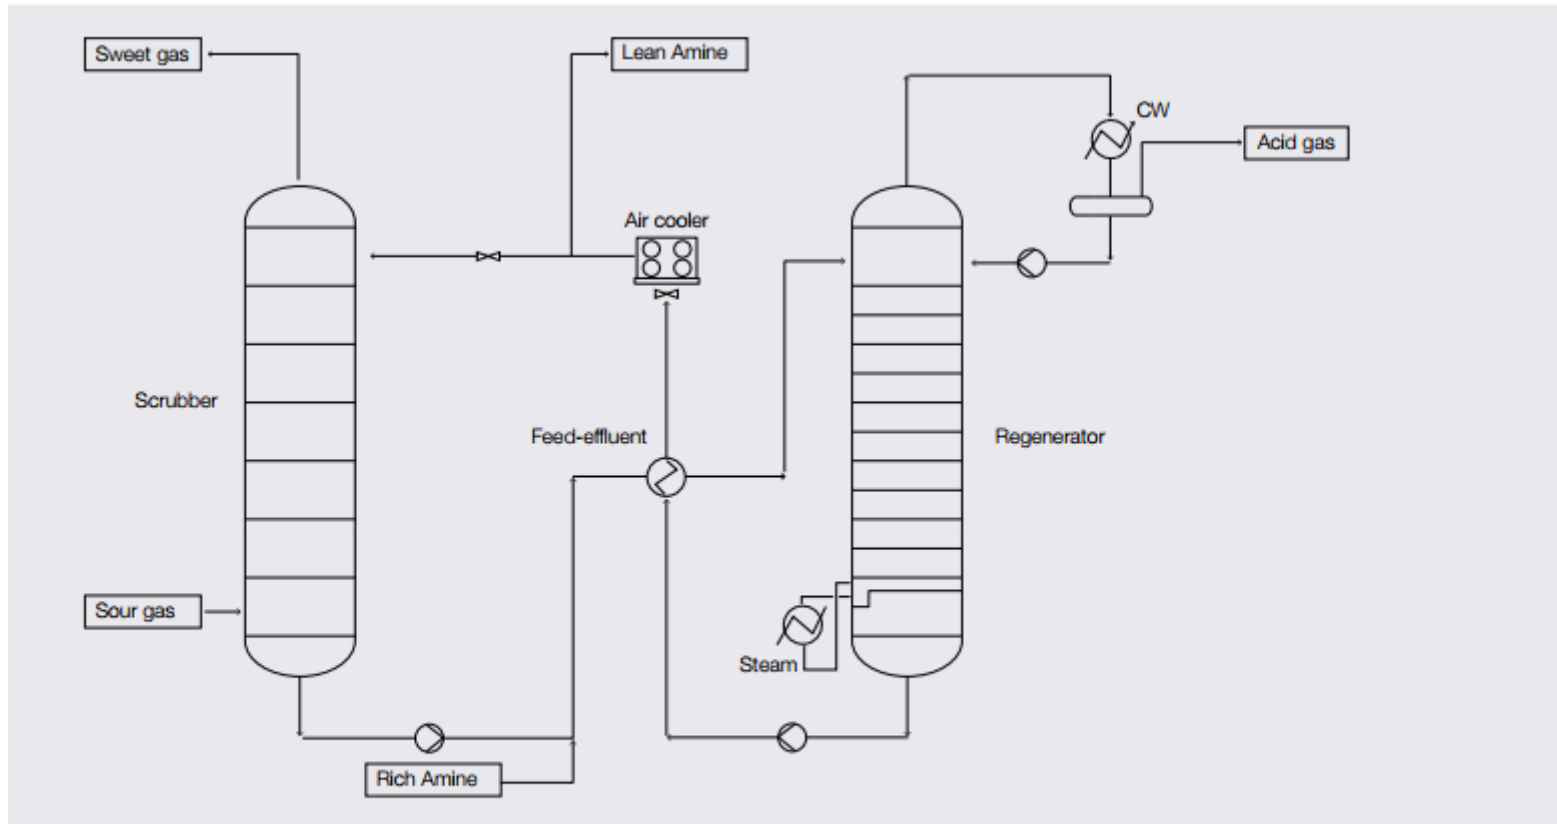 Sweet gas
Lean Amine
CW
Acid gas
Air cooler
Scrubber
Feed-effluent
Regenerator
Sour gas
Steam
Rich Amine